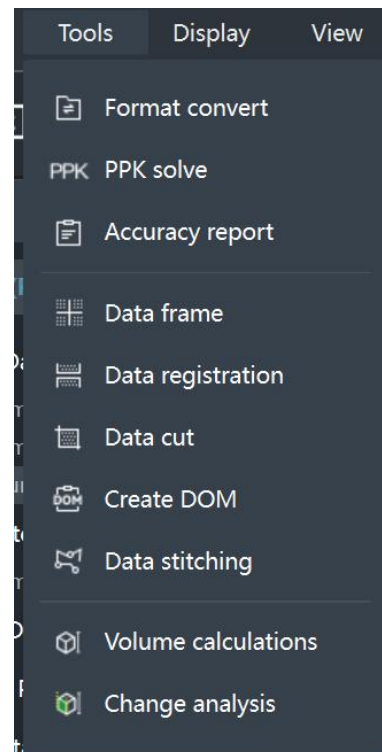 Tools Display View
Format convert
PPK PPK solve
Accuracy report
Data frame
Data registration
Data cut
DOM Create DOM
Data stitching
Volume calculations
Change analysis